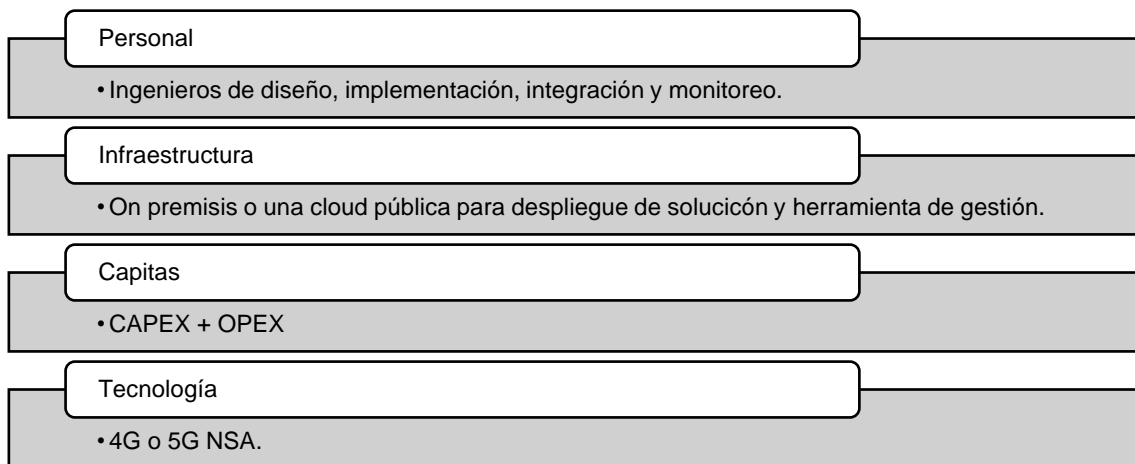 Personal
• Ingenieros de diseño, implementación, integración y monitoreo.
Infraestructura
• On premisis o una cloud pública para despliegue de solucicón y herramienta de gestión.
Capitas
• CAPEX + OPEX
Tecnología
• 4G o 5G NSA.